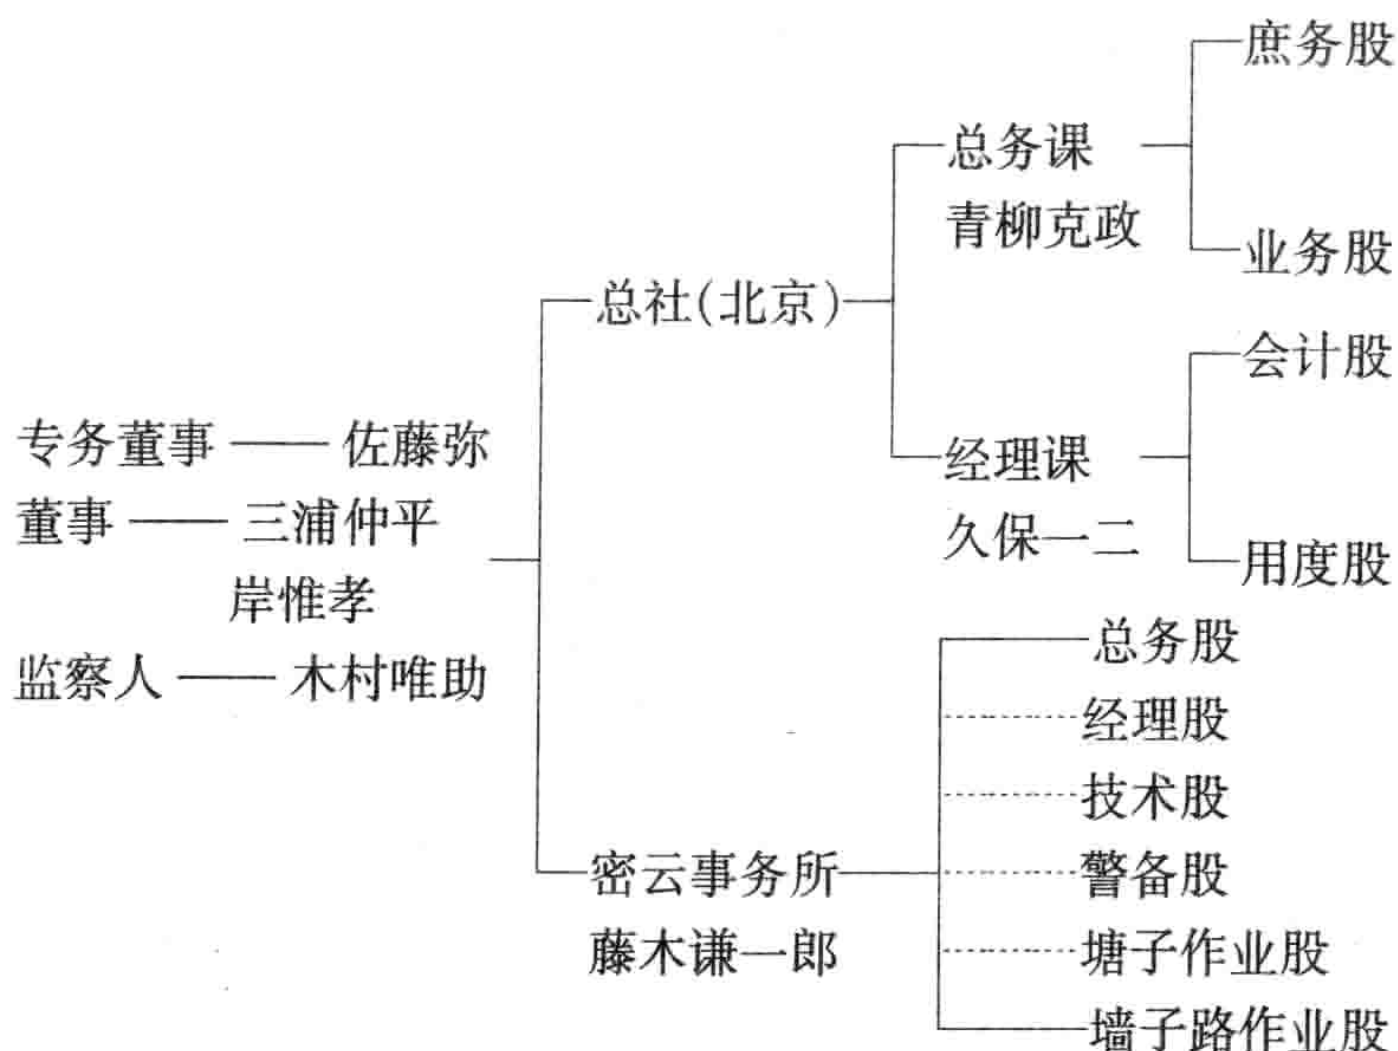 专务董事 —— 佐藤弥
董事 —— 三浦仲平
岸惟孝
监察人 —— 木村唯助
总社(北京)
总务课
青柳克政
庶务股
业务股
经理课
久保一二
会计股
用度股
密云事务所
藤木谦一郎
总务股
经理股
技术股
警备股
塘子作业股
墙子路作业股